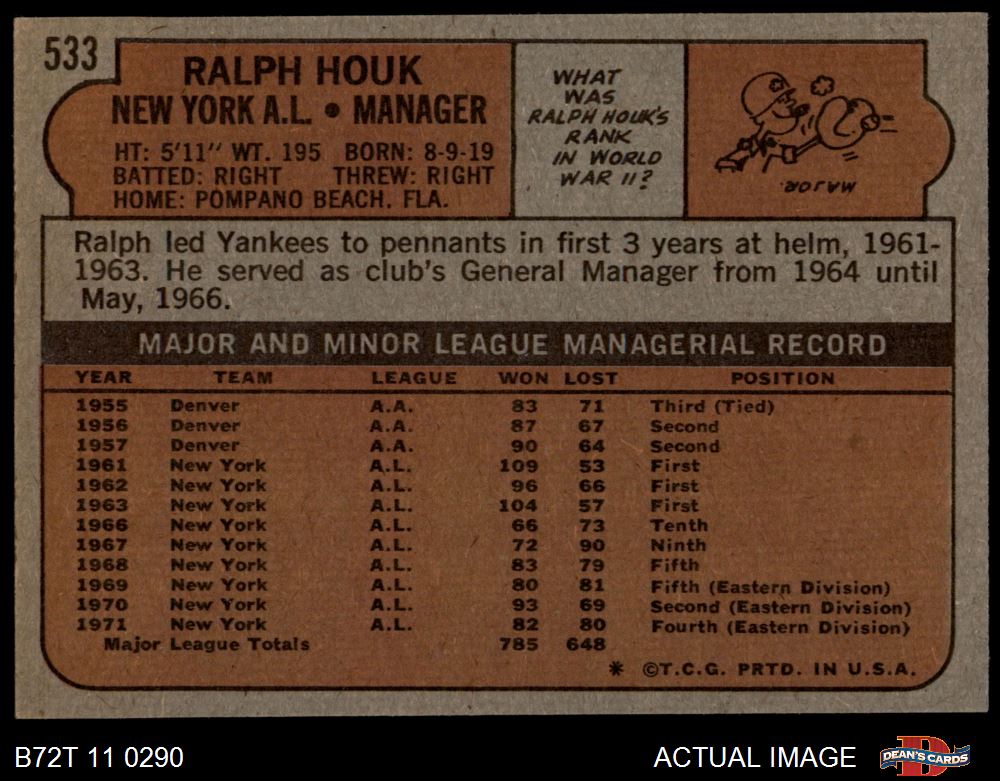 533
RALPH HOUK
NEW YORK A.L. • MANAGER
HT: 5'11" WT. 195 BORN: 8-9-19
BATTED: RIGHT THREW: RIGHT
HOME: POMPANO BEACH, FLA.
WHAT
WAS
RALPH HOUK'S
RANK
IN WORLD
WAR II?
MAJOR
Ralph led Yankees to pennants in first 3 years at helm, 1961-
1963. He served as club's General Manager from 1964 until
May, 1966.
MAJOR AND MINOR LEAGUE MANAGERIAL RECORD
YEAR TEAM LEAGUE WON LOST POSITION
1955 Denver A.A. 83 71 Third (Tied)
1956 Denver A.A. 87 67 Second
1957 Denver A.A. 90 64 Second
1961 New York A.L. 109 53 First
1962 New York A.L. 96 66 First
1963 New York A.L. 104 57 First
1966 New York A.L. 66 73 Tenth
1967 New York A.L. 72 90 Ninth
1968 New York A.L. 83 79 Fifth
1969 New York A.L. 80 81 Fifth (Eastern Division)
1970 New York A.L. 93 69 Second (Eastern Division)
1971 New York A.L. 82 80 Fourth (Eastern Division)
Major League Totals 785 648
* ©T.C.G. PRTD. IN U.S.A.
B72T 11 0290 ACTUAL IMAGE DEAN'S CARDS